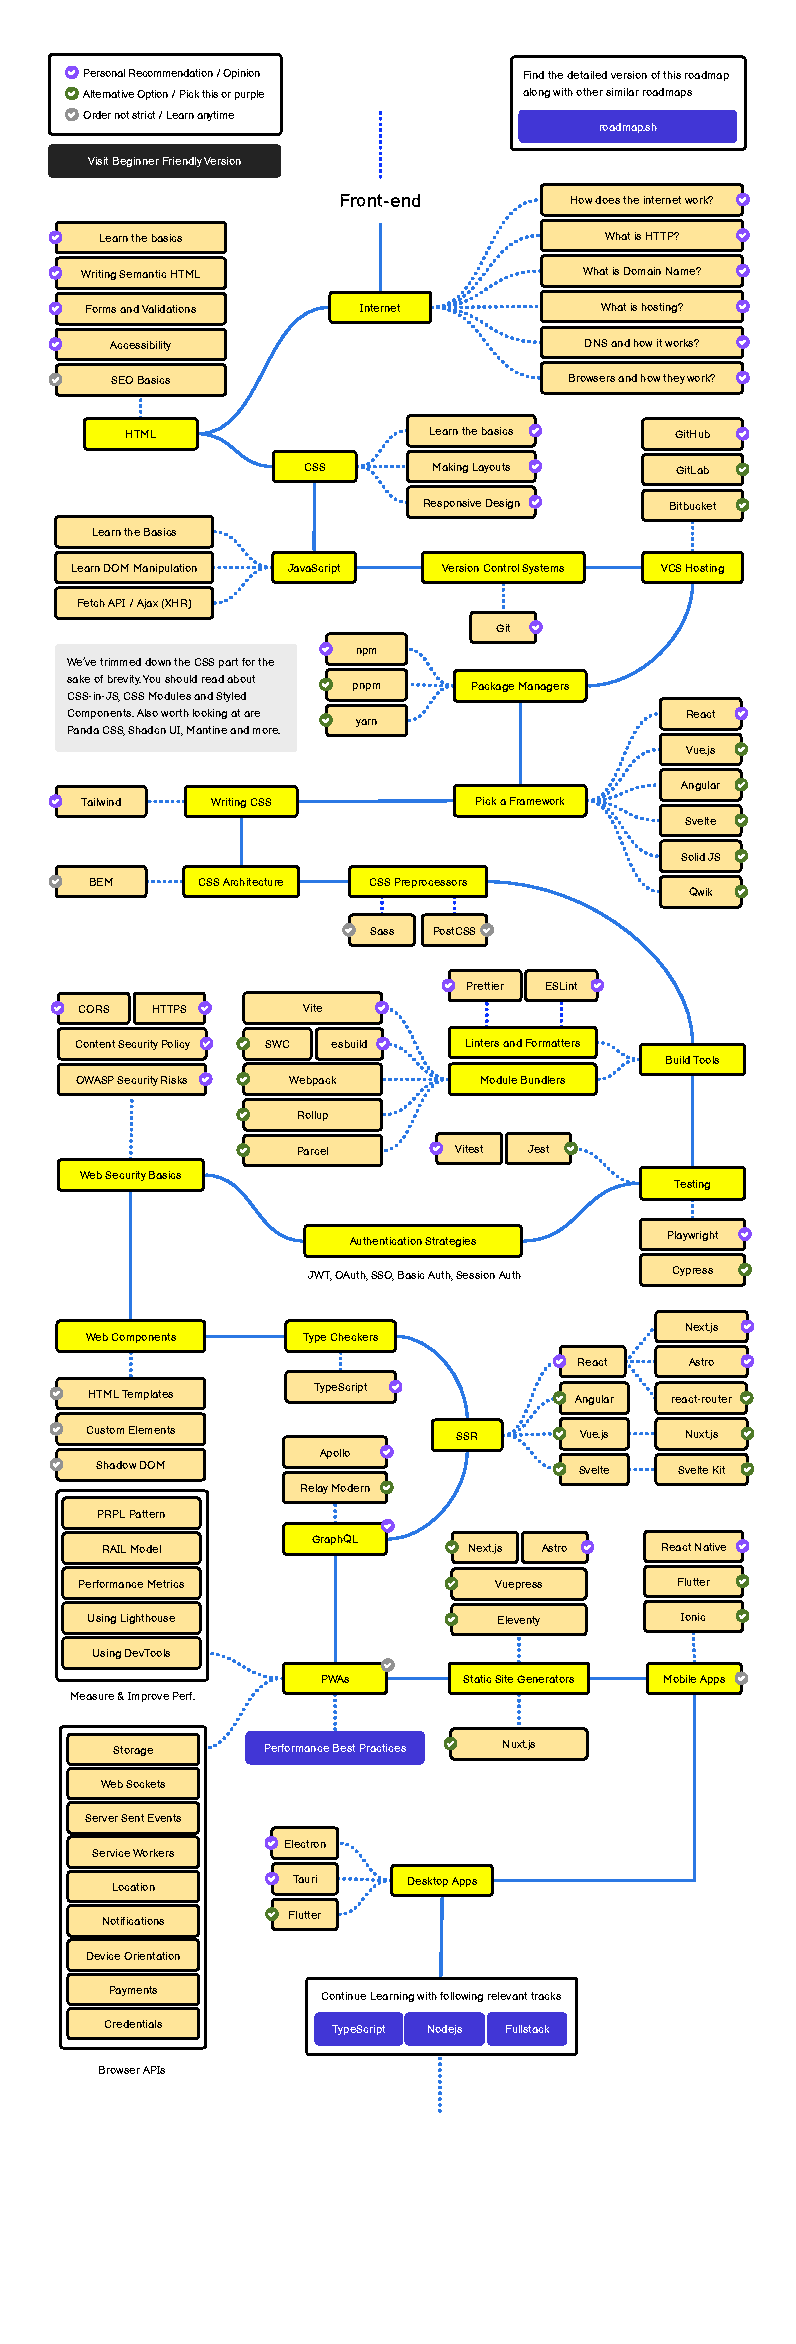 Personal Recommendation / Opinion
Alternative Option / Pick this or purple
Order not strict / Learn anytime
Visit Beginner Friendly Version
Find the detailed version of this roadmap
along with other similar roadmaps
roadmap.sh
Front-end
Internet
How does the internet work?
What is HTTP?
What is Domain Name?
What is hosting?
DNS and how it works?
Browsers and how they work?
Learn the basics
Writing Semantic HTML
Forms and Validations
Accessibility
SEO Basics
HTML
CSS
Learn the basics
Making Layouts
Responsive Design
GitHub
GitLab
Bitbucket
Learn the Basics
Learn DOM Manipulation
Fetch API / Ajax (XHR)
JavaScript
Version Control Systems
VCS Hosting
Git
We've trimmed down the CSS part for the
sake of brevity. You should read about
CSS-in-JS, CSS Modules and Styled
Components. Also worth looking at are
Panda CSS, Shadcn UI, Mantine and more.
npm
pnpm
yarn
Package Managers
React
Vue.js
Angular
Svelte
Solid JS
Qwik
Tailwind
Writing CSS
Pick a Framework
BEM
CSS Architecture
CSS Preprocessors
Sass
PostCSS
CORS
HTTPS
Content Security Policy
OWASP Security Risks
Vite
SWC
esbuild
Webpack
Rollup
Parcel
Prettier
ESLint
Linters and Formatters
Module Bundlers
Build Tools
Vitest
Jest
Web Security Basics
Testing
Playwright
Cypress
Authentication Strategies
JWT, OAuth, SSO, Basic Auth, Session Auth
Web Components
Type Checkers
TypeScript
HTML Templates
Custom Elements
Shadow DOM
SSR
React
Angular
Vue.js
Svelte
Next.js
Astro
react-router
Nuxt.js
Svelte Kit
Apollo
Relay Modern
GraphQL
PRPL Pattern
RAIL Model
Performance Metrics
Using Lighthouse
Using DevTools
Measure & Improve Perf.
Next.js
Astro
Vuepress
Eleventy
React Native
Flutter
Ionic
PWAs
Static Site Generators
Mobile Apps
Performance Best Practices
Nuxt.js
Storage
Web Sockets
Server Sent Events
Service Workers
Location
Notifications
Device Orientation
Payments
Credentials
Browser APIs
Electron
Tauri
Flutter
Desktop Apps
Continue Learning with following relevant tracks
TypeScript
Nodejs
Fullstack